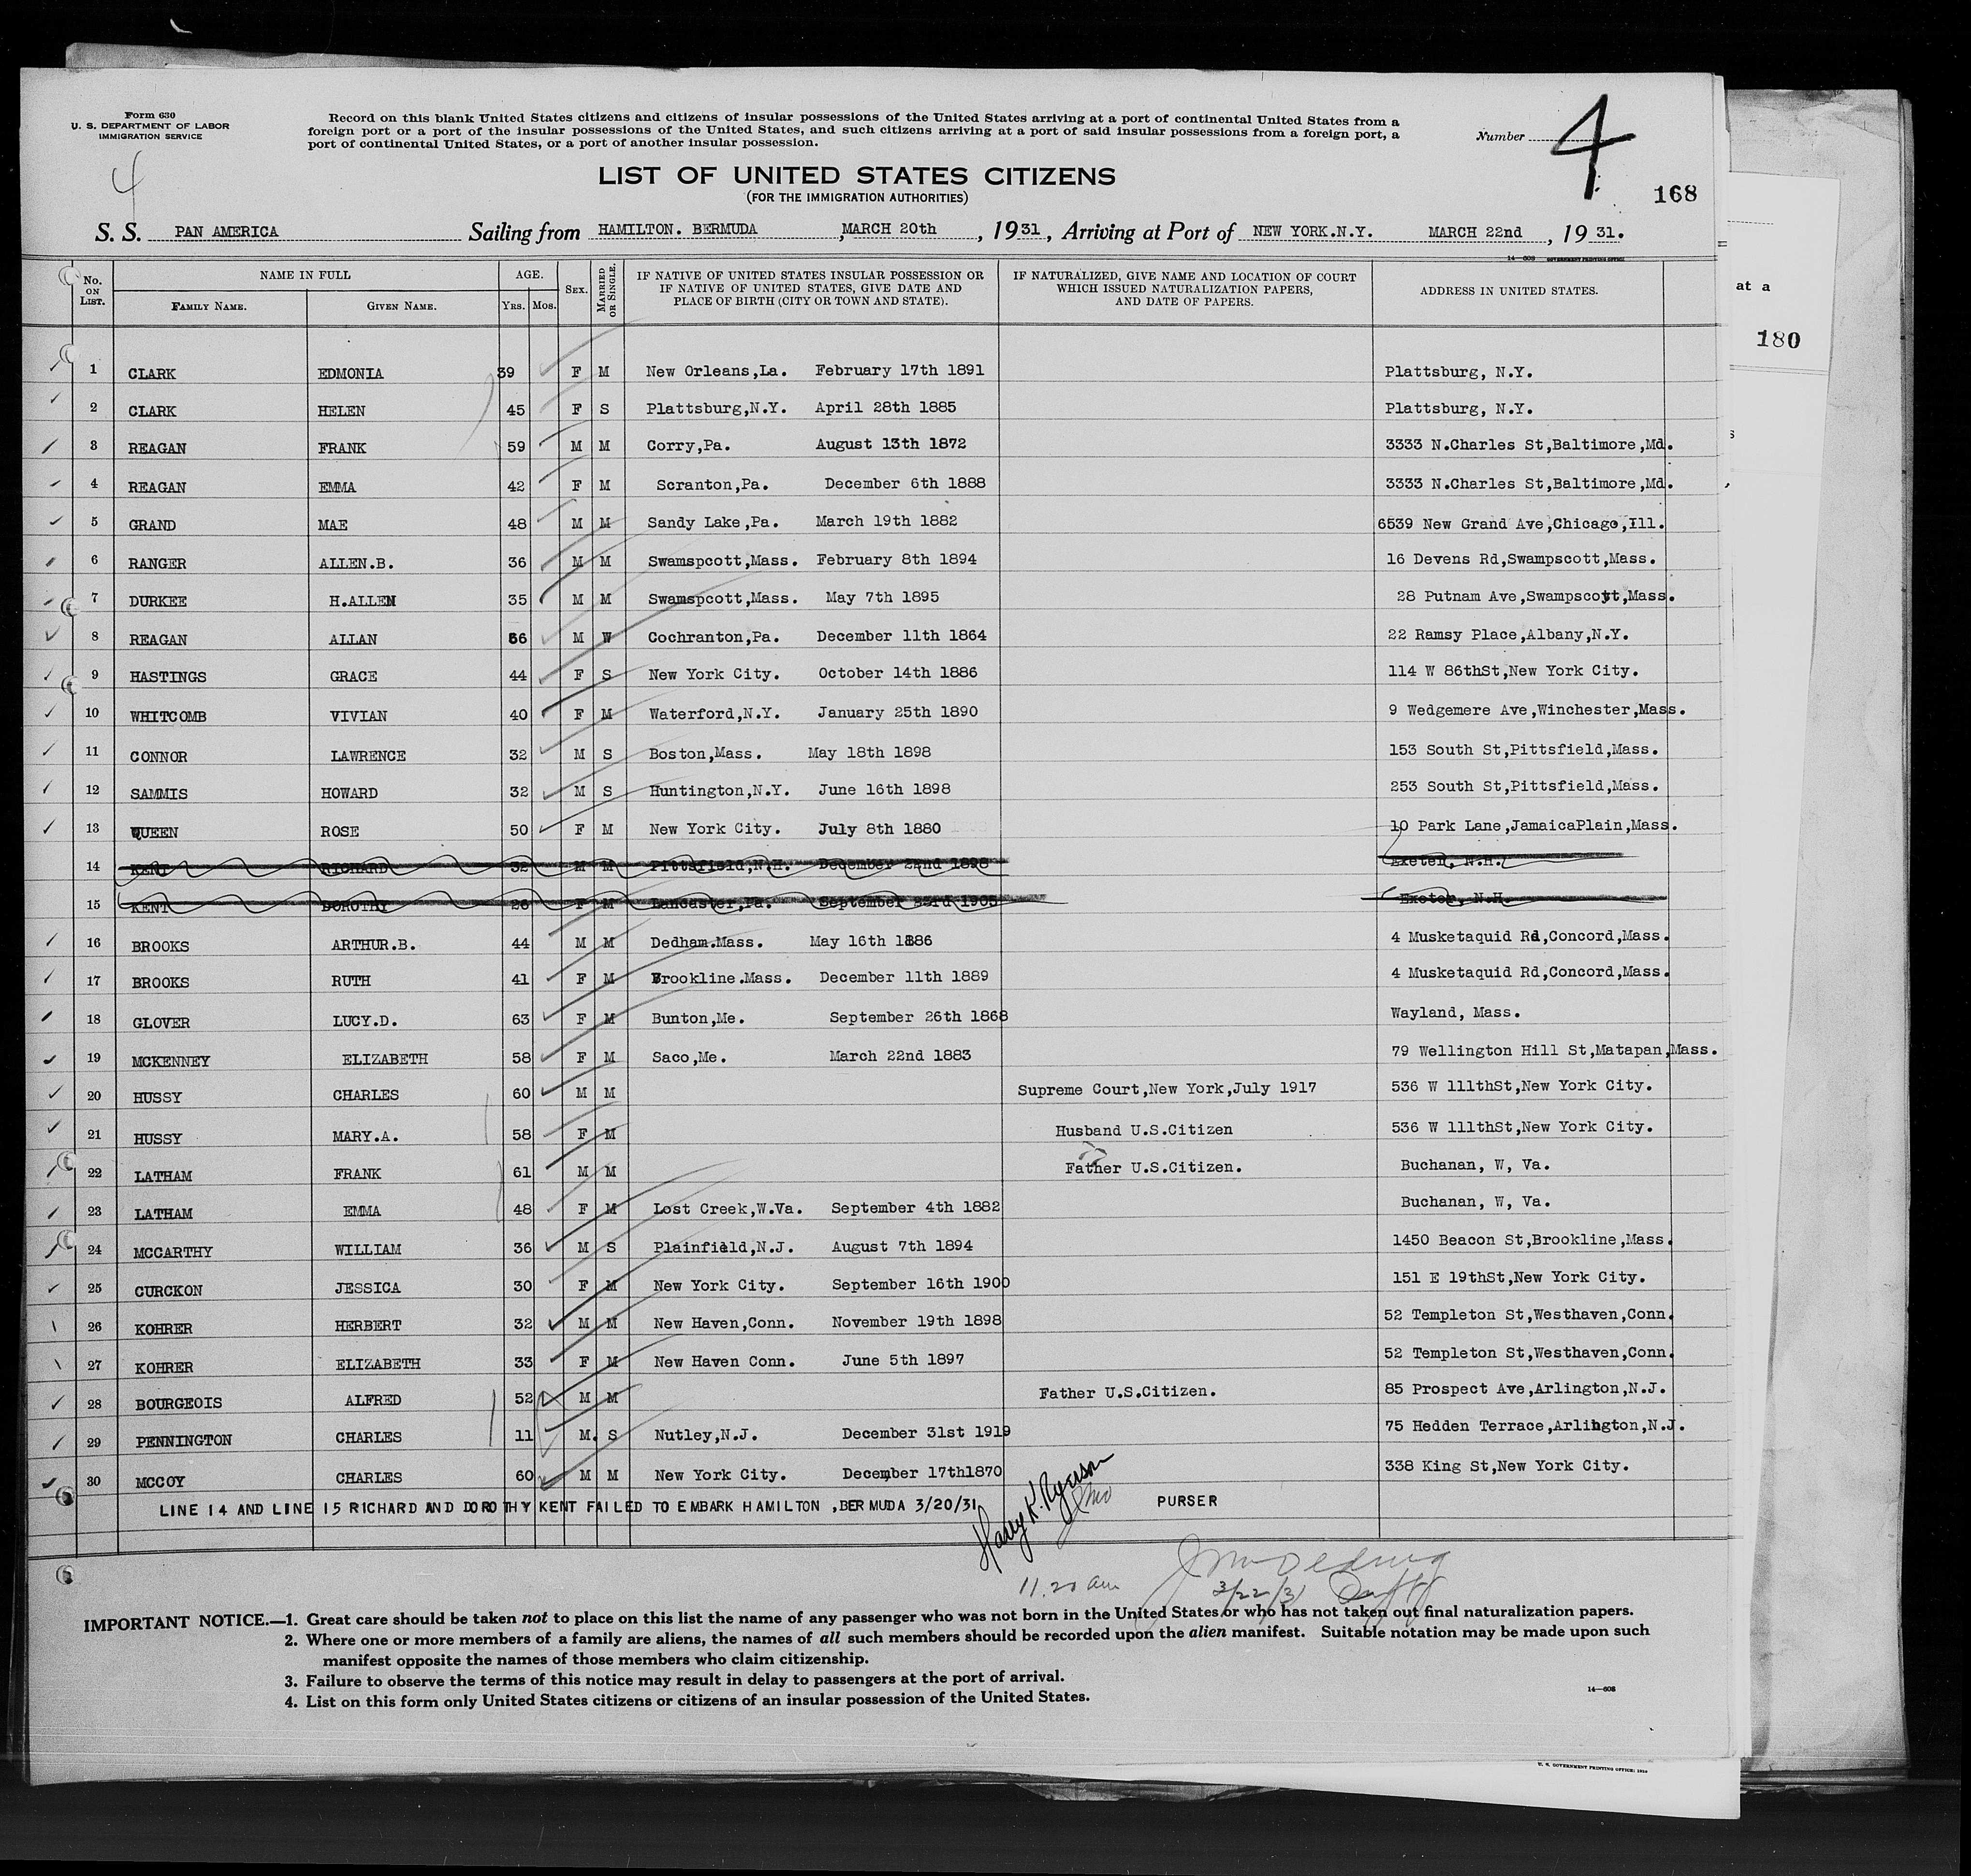 Form 630
U. S. DEPARTMENT OF LABOR
IMMIGRATION SERVICE
Record on this blank United States citizens and citizens of insular possessions of the United States arriving at a port of continental United States from a
foreign port or a port of the insular possessions of the United States, and such citizens arriving at a port of said insular possessions from a foreign port, a
port of continental United States, or a port of another insular possession.
Number 4
4
168
LIST OF UNITED STATES CITIZENS
(FOR THE IMMIGRATION AUTHORITIES)
S. S. PAN AMERICA Sailing from HAMILTON. BERMUDA ,MARCH 20th , 1931, Arriving at Port of NEW YORK.N.Y. MARCH 22nd , 19 31.
14—608 GOVERNMENT PRINTING OFFICE
No. ON LIST. NAME IN FULL FAMILY NAME. GIVEN NAME. AGE. YRS. MOS. SEX. MARRIED OR SINGLE. IF NATIVE OF UNITED STATES INSULAR POSSESSION OR IF NATIVE OF UNITED STATES, GIVE DATE AND PLACE OF BIRTH (CITY OR TOWN AND STATE). IF NATURALIZED, GIVE NAME AND LOCATION OF COURT WHICH ISSUED NATURALIZATION PAPERS, AND DATE OF PAPERS. ADDRESS IN UNITED STATES.
1 CLARK EDMONIA 39 F M New Orleans,La. February 17th 1891 Plattsburg, N.Y.
2 CLARK HELEN 45 F S Plattsburg,N.Y. April 28th 1885 Plattsburg, N.Y.
3 REAGAN FRANK 59 M M Corry,Pa. August 13th 1872 3333 N.Charles St,Baltimore,Md.
4 REAGAN EMMA 42 F M Scranton,Pa. December 6th 1888 3333 N.Charles St,Baltimore,Md.
5 GRAND MAE 48 M M Sandy Lake,Pa. March 19th 1882 6539 New Grand Ave,Chicago,Ill.
6 RANGER ALLEN.B. 36 M M Swamspcott,Mass. February 8th 1894 16 Devens Rd,Swampscott,Mass.
7 DURKEE H.ALLEN 35 M M Swamspcott,Mass. May 7th 1895 28 Putnam Ave,Swampscott,Mass.
8 REAGAN ALLAN 66 M W Cochranton,Pa. December 11th 1864 22 Ramsy Place,Albany,N.Y.
9 HASTINGS GRACE 44 F S New York City. October 14th 1886 114 W 86thSt,New York City.
10 WHITCOMB VIVIAN 40 F M Waterford,N.Y. January 25th 1890 9 Wedgemere Ave,Winchester,Mass.
11 CONNOR LAWRENCE 32 M S Boston,Mass. May 18th 1898 153 South St,Pittsfield,Mass.
12 SAMMIS HOWARD 32 M S Huntington,N.Y. June 16th 1898 253 South St,Pittsfield,Mass.
13 QUEEN ROSE 50 F M New York City. July 8th 1880 10 Park Lane,JamaicaPlain,Mass.
14 KENT RICHARD 32 M M Pittsfield,N.H. December 22nd 1898 Exeter, N.H.
15 KENT DOROTHY 26 F M Lancaster,Pa. September 1905 Exeter, N.H.
16 BROOKS ARTHUR.B. 44 M M Dedham.Mass. May 16th 1886 4 Musketaquid Rd,Concord,Mass.
17 BROOKS RUTH 41 F M Brookline.Mass. December 11th 1889 4 Musketaquid Rd,Concord,Mass.
18 GLOVER LUCY.D. 63 F M Bunton,Me. September 26th 1868 Wayland, Mass.
19 MCKENNEY ELIZABETH 58 F M Saco,Me. March 22nd 1883 79 Wellington Hill St,Matapan,Mass.
20 HUSSY CHARLES 60 M M Supreme Court,New York,July 1917 536 W 111thSt,New York City.
21 HUSSY MARY.A. 58 F M Husband U.S.Citizen 536 W 111thSt,New York City.
22 LATHAM FRANK 61 M M Father U.S.Citizen. Buchanan, W, Va.
23 LATHAM EMMA 48 F M Lost Creek,W.Va. September 4th 1882 Buchanan, W, Va.
24 MCCARTHY WILLIAM 36 M S Plainfield,N.J. August 7th 1894 1450 Beacon St,Brookline,Mass.
25 CURCKON JESSICA 30 F M New York City. September 16th 1900 151 E 19thSt,New York City.
26 KOHRER HERBERT 32 M M New Haven,Conn. November 19th 1898 52 Templeton St,Westhaven,Conn.
27 KOHRER ELIZABETH 33 F M New Haven Conn. June 5th 1897 52 Templeton St,Westhaven,Conn.
28 BOURGEOIS ALFRED 52 M M Father U.S.Citizen. 85 Prospect Ave,Arlington,N.J.
29 PENNINGTON CHARLES 11 M. S Nutley,N.J. December 31st 1919 75 Hedden Terrace,Arlington,N.J.
30 MCCOY CHARLES 60 M M New York City. December 17th1870 338 King St,New York City.
LINE 14 AND LINE 15 RICHARD AND DOROTHY KENT FAILED TO EMBARK HAMILTON ,BERMUDA 3/20/31 Harry K. Ryerson PURSER
11.20 am 3/22/31
IMPORTANT NOTICE.—1. Great care should be taken not to place on this list the name of any passenger who was not born in the United States or who has not taken out final naturalization papers.
2. Where one or more members of a family are aliens, the names of all such members should be recorded upon the alien manifest. Suitable notation may be made upon such
manifest opposite the names of those members who claim citizenship.
3. Failure to observe the terms of this notice may result in delay to passengers at the port of arrival.
4. List on this form only United States citizens or citizens of an insular possession of the United States.
14—608
at a
180
U. S. GOVERNMENT PRINTING OFFICE: